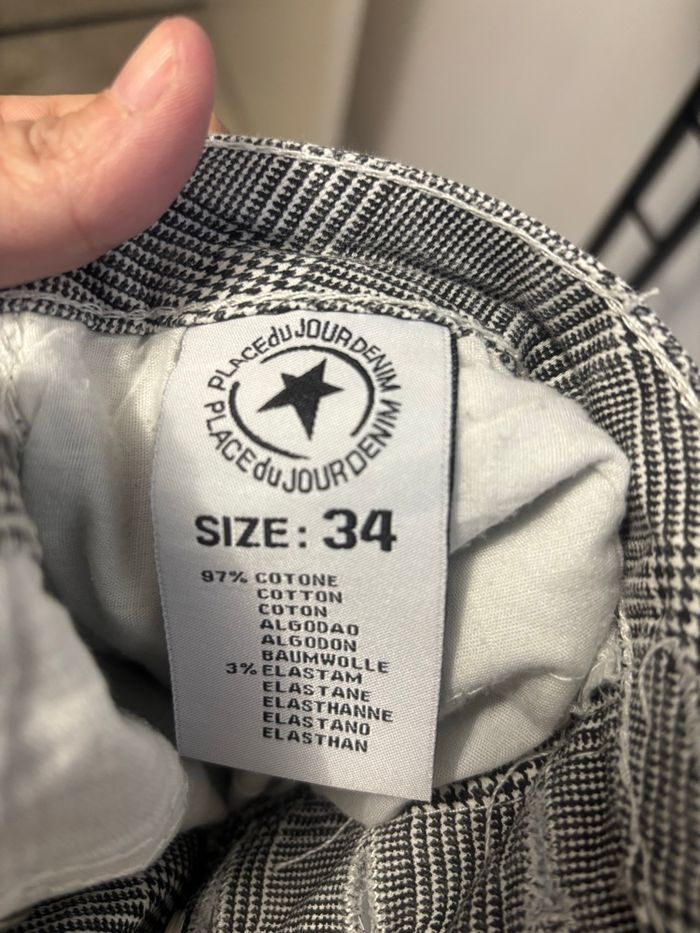 PLACEduJOURDENIM
PLACEduJOURDENIM
SIZE: 34
97% COTONE
COTTON
COTON
ALGODAO
ALGODON
BAUMWOLLE
3% ELASTAM
ELASTANE
ELASTHANNE
ELASTANO
ELASTHAN